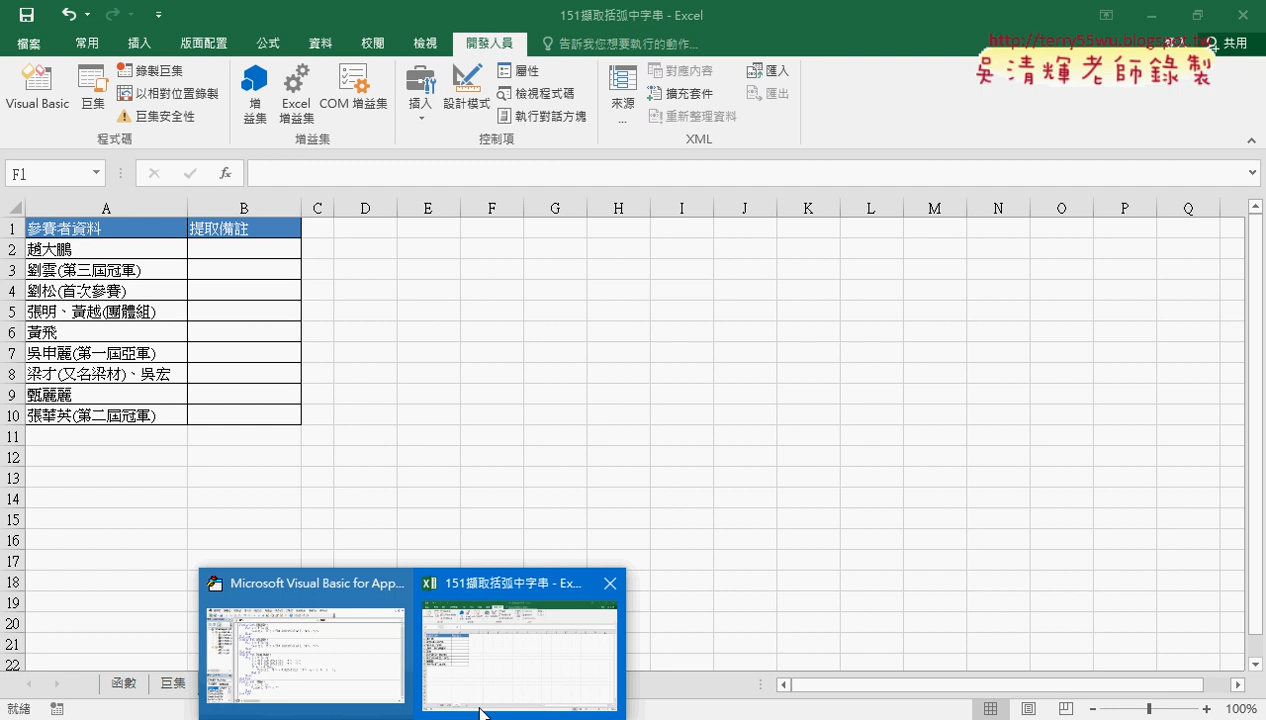 151擷取括弧中字串 - Excel
http://terry55wu.blogspot.tw
吳清輝老師錄製
檔案 常用 插入 版面配置 公式 資料 校閱 檢視 開發人員 告訴我您想要執行的動作... 共用
Visual Basic 巨集 錄製巨集 以相對位置錄製 巨集安全性
增益集 Excel 增益集 COM 增益集
插入 設計模式 屬性 檢視程式碼 執行對話方塊
來源... 對應內容 擴充套件 重新整理資料 匯入 匯出
程式碼 增益集 控制項 XML
F1 fx
A B C D E F G H I J K L M N O P Q
1 參賽者資料 提取備註
2 趙大鵬
3 劉雲(第三屆冠軍)
4 劉松(首次參賽)
5 張明、黃越(團體組)
6 黃飛
7 吳申麗(第一屆亞軍)
8 梁才(又名梁材)、吳宏
9 甄麗麗
10 張華英(第二屆冠軍)
11
12
13
14
15
16
17
18
19
20
21
22
Microsoft Visual Basic for App... 151擷取括弧中字串 - Ex...
函數 巨集
就緒 100%